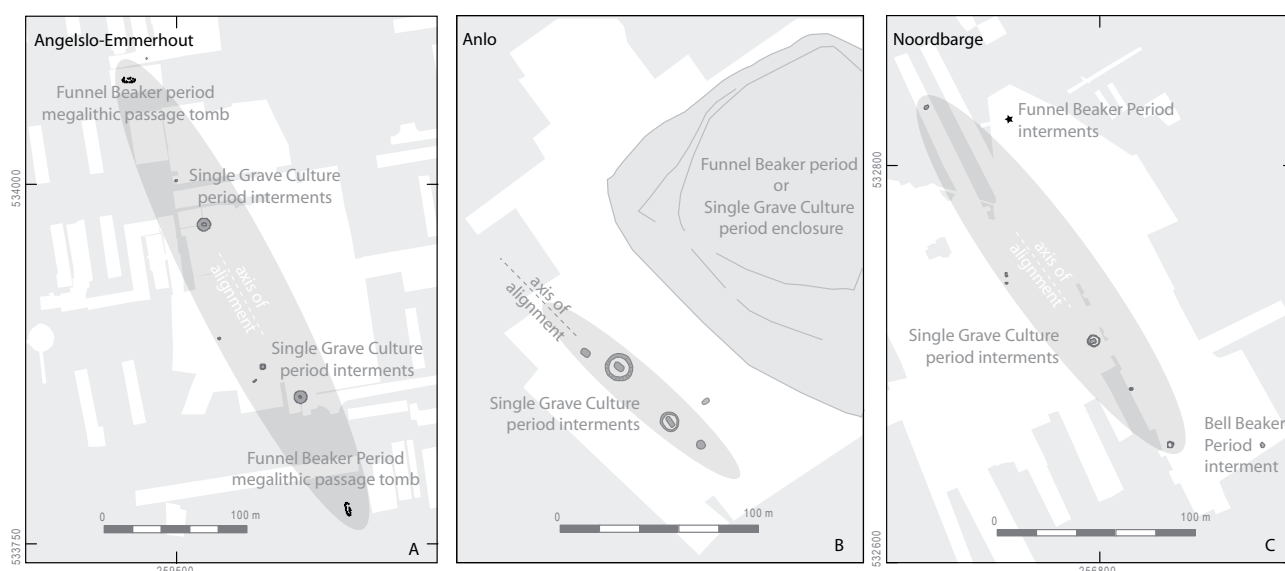 Angelslo-Emmerhout
Funnel Beaker period
megalithic passage tomb
Single Grave Culture
period interments
axis of
alignment
Single Grave Culture
period interments
Funnel Beaker Period
megalithic passage tomb
0
100 m
A
534000
533750
Anlo
Funnel Beaker period
or
Single Grave Culture
period enclosure
axis of
alignment
Single Grave Culture
period interments
0
100 m
B
Noordbarge
Funnel Beaker Period
interments
axis of
alignment
Single Grave Culture
period interments
Bell Beaker
Period
interment
0
100 m
C
532800
532600